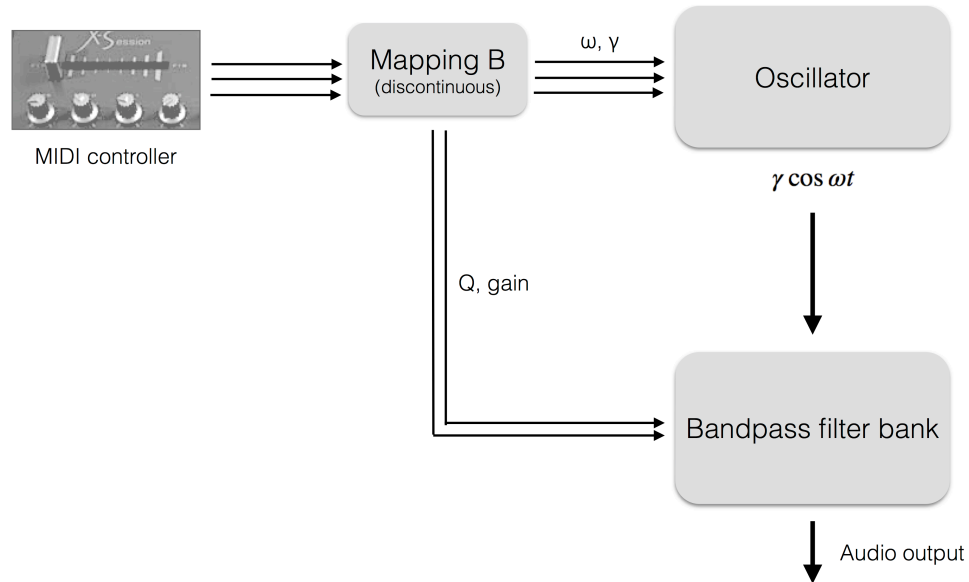 X-Session
MIDI controller
Mapping B
(discontinuous)
ω, γ
Oscillator
γ cos ωt
Q, gain
Bandpass filter bank
Audio output